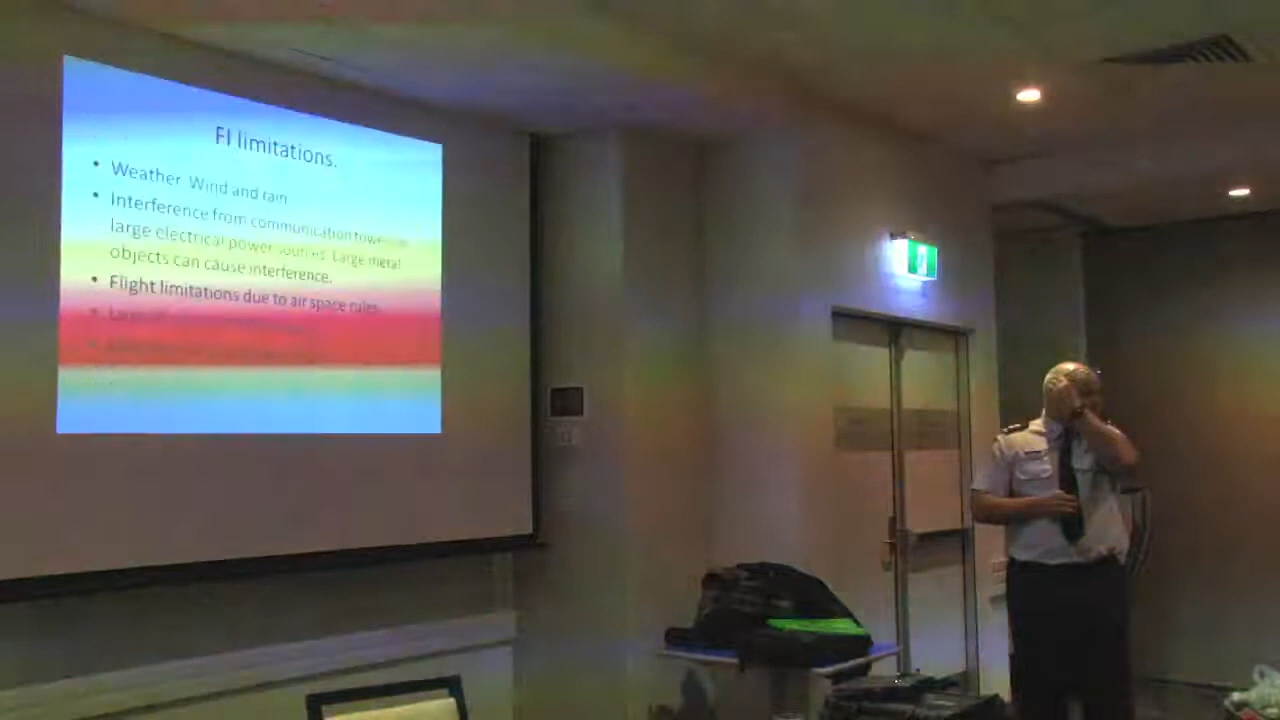 FI limitations.
• Weather Wind and rain
• Interference from communication
large electrical power sources. Large metal
objects can cause interference.
• Flight limitations due to air space rules